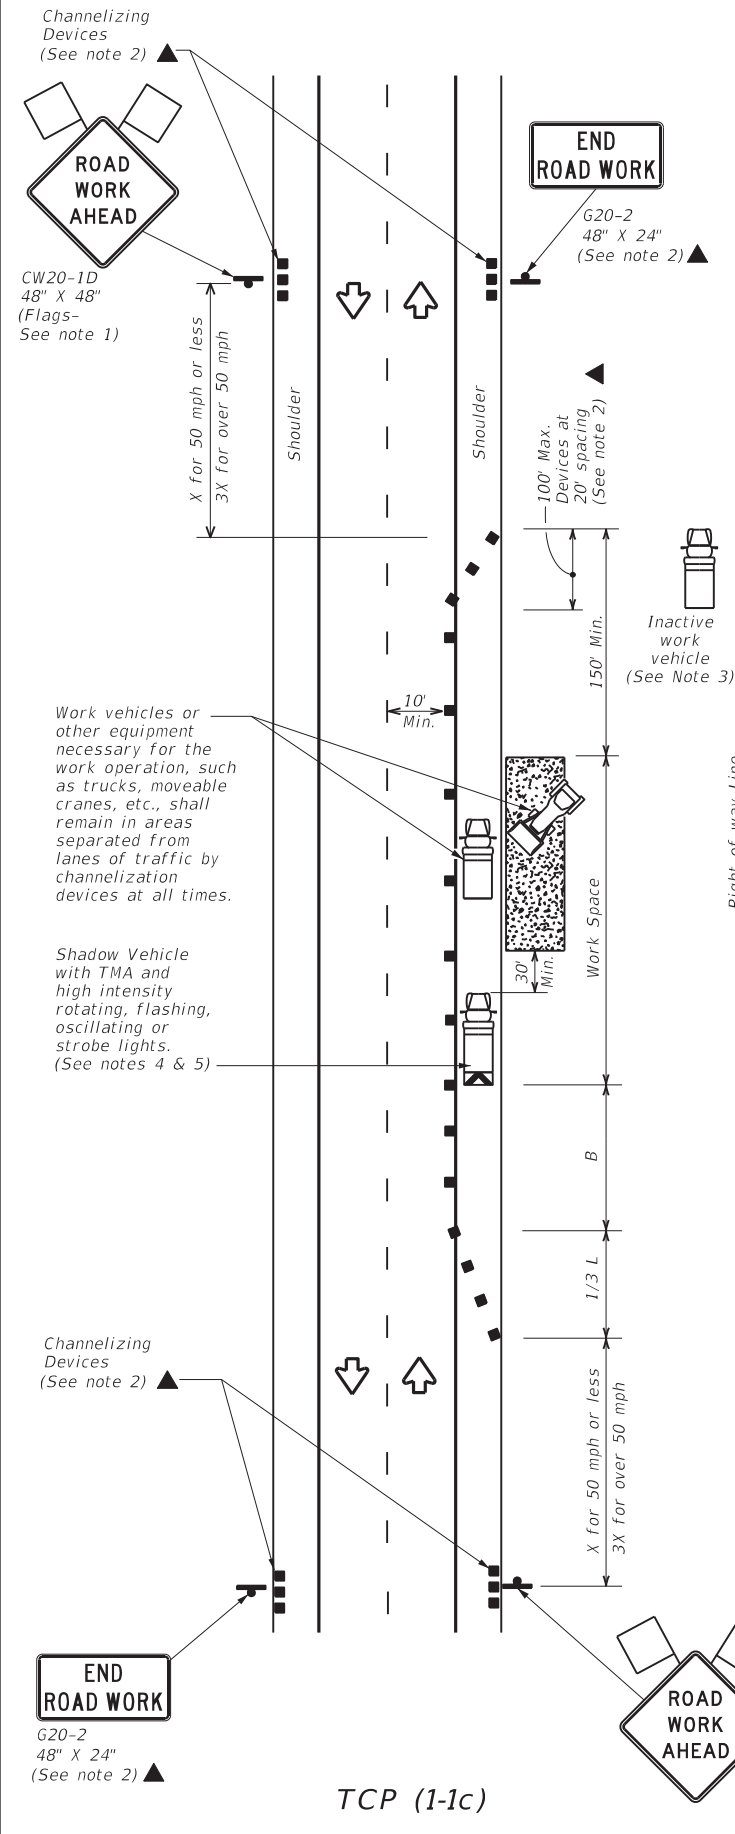 Channelizing
Devices
(See note 2)
ROAD
WORK
AHEAD
CW20-1D
48" X 48"
(Flags-
See note 1)
END
ROAD WORK
G20-2
48" X 24"
(See note 2)
X for 50 mph or less
3X for over 50 mph
Shoulder
Shoulder
100' Max.
Devices at
20' spacing
(See note 2)
150' Min.
Inactive
work
vehicle
(See Note 3)
10'
Min.
Work vehicles or
other equipment
necessary for the
work operation, such
as trucks, moveable
cranes, etc., shall
remain in areas
separated from
lanes of traffic by
channelization
devices at all times.
Right of way Line
Work Space
30'
Min.
Shadow Vehicle
with TMA and
high intensity
rotating, flashing,
oscillating or
strobe lights.
(See notes 4 & 5)
B
1/3 L
Channelizing
Devices
(See note 2)
X for 50 mph or less
3X for over 50 mph
END
ROAD WORK
G20-2
48" X 24"
(See note 2)
ROAD
WORK
AHEAD
TCP (1-1c)